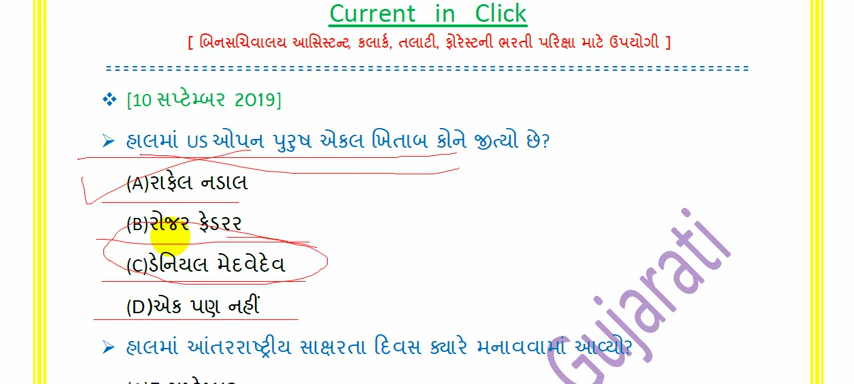 Current in Click
[ બિનસચિવાલય આસિસ્ટન્ટ, કલાર્ક, તલાટી, ફોરેસ્ટની ભરતી પરિક્ષા માટે ઉપયોગી ]
❖ [10 સપ્ટેમ્બર 2019]
➢ હાલમાં US ઓપન પુરુષ એકલ ખિતાબ કોને જીત્યો છે?
(A)રાફેલ નડાલ
(B)રોજર ફેડરર
(C)ડેનિયલ મેદવેદેવ
(D)એક પણ નહીં
➢ હાલમાં આંતરરાષ્ટ્રીય સાક્ષરતા દિવસ ક્યારે મનાવવામાં આવ્યો?
Gujarati